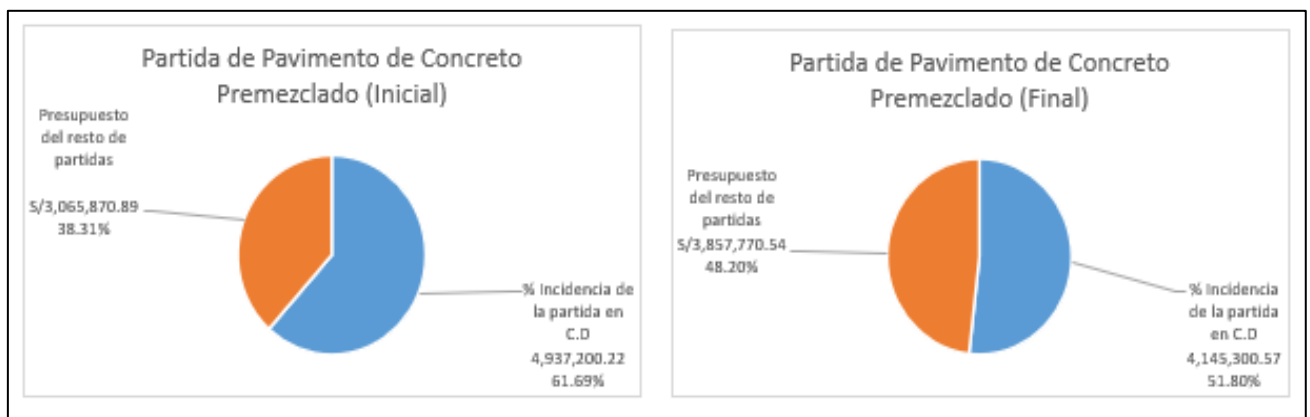 Partida de Pavimento de Concreto
Premezclado (Inicial)
Presupuesto
del resto de
partidas
S/3,065,870.89
38.31%
% Incidencia de
la partida en
C.D
4,937,200.22
61.69%
Partida de Pavimento de Concreto
Premezclado (Final)
Presupuesto
del resto de
partidas
S/3,857,770.54
48.20%
% Incidencia
de la partida
en C.D
4,145,300.57
51.80%